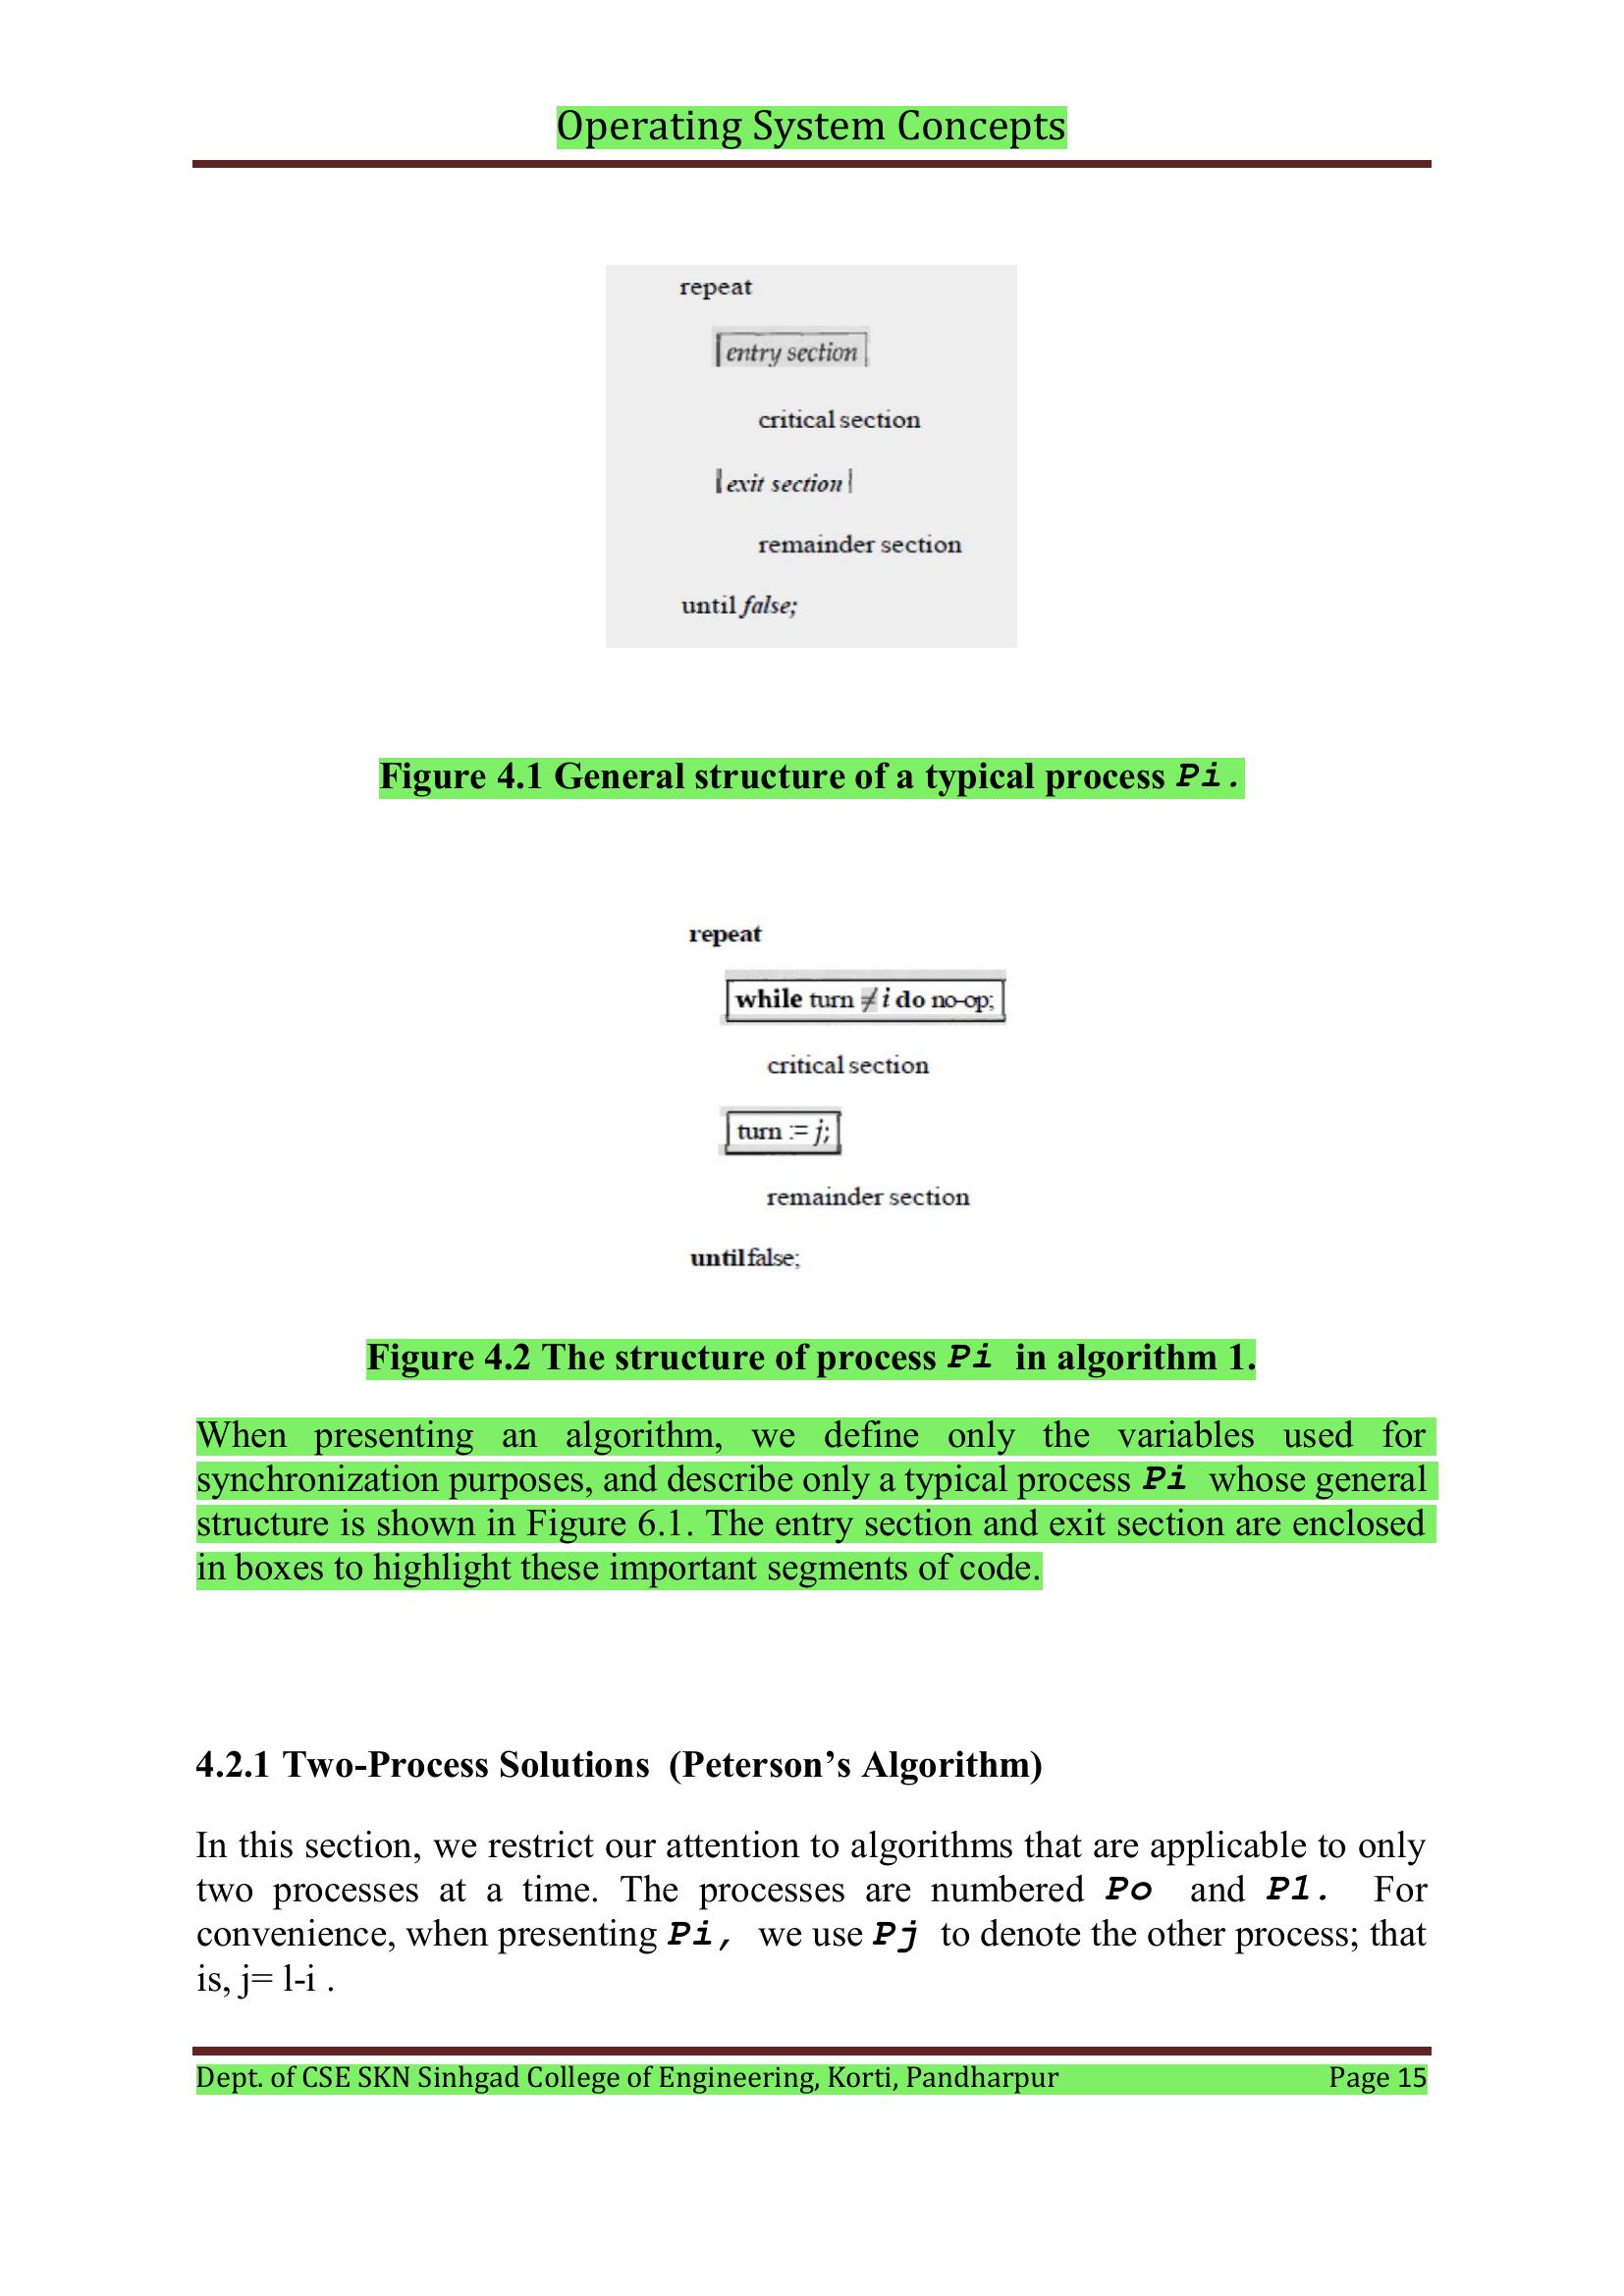 Operating System Concepts
repeat
entry section
critical section
exit section
remainder section
until false;
Figure 4.1 General structure of a typical process Pi.
repeat
while turn ≠ i do no-op;
critical section
turn := j;
remainder section
until false;
Figure 4.2 The structure of process Pi in algorithm 1.
When presenting an algorithm, we define only the variables used for
synchronization purposes, and describe only a typical process Pi whose general
structure is shown in Figure 6.1. The entry section and exit section are enclosed
in boxes to highlight these important segments of code.
4.2.1 Two-Process Solutions (Peterson’s Algorithm)
In this section, we restrict our attention to algorithms that are applicable to only
two processes at a time. The processes are numbered Po and P1. For
convenience, when presenting Pi, we use Pj to denote the other process; that
is, j= l-i .
Dept. of CSE SKN Sinhgad College of Engineering, Korti, Pandharpur Page 15